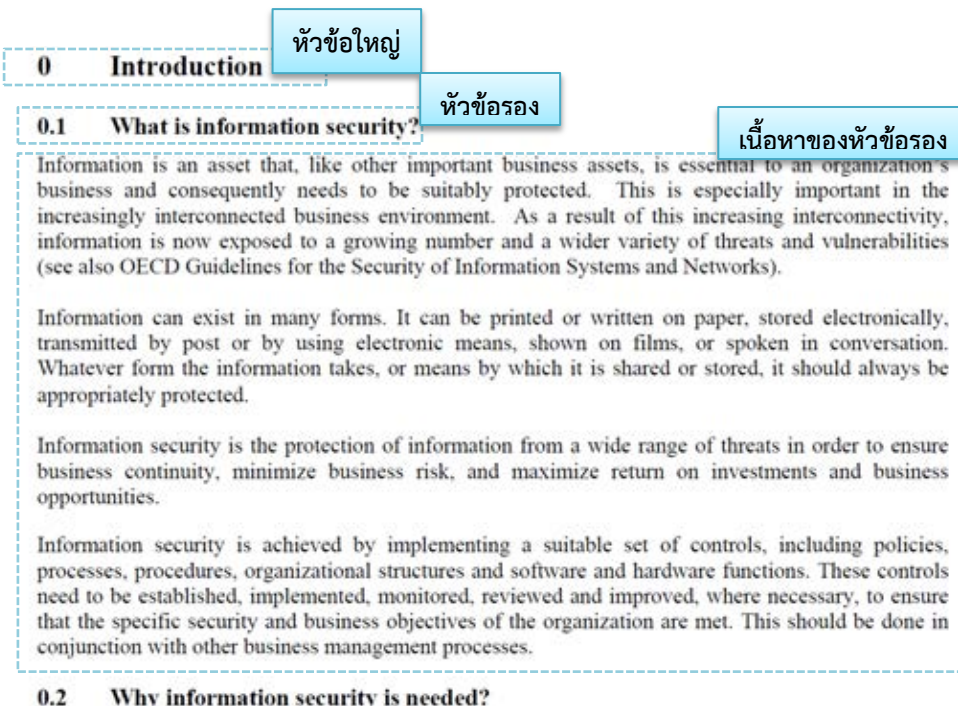 หัวข้อใหญ่
0 Introduction
หัวข้อรอง
0.1 What is information security?
เนื้อหาของหัวข้อรอง
Information is an asset that, like other important business assets, is essential to an organization's
business and consequently needs to be suitably protected. This is especially important in the
increasingly interconnected business environment. As a result of this increasing interconnectivity,
information is now exposed to a growing number and a wider variety of threats and vulnerabilities
(see also OECD Guidelines for the Security of Information Systems and Networks).
Information can exist in many forms. It can be printed or written on paper, stored electronically,
transmitted by post or by using electronic means, shown on films, or spoken in conversation.
Whatever form the information takes, or means by which it is shared or stored, it should always be
appropriately protected.
Information security is the protection of information from a wide range of threats in order to ensure
business continuity, minimize business risk, and maximize return on investments and business
opportunities.
Information security is achieved by implementing a suitable set of controls, including policies,
processes, procedures, organizational structures and software and hardware functions. These controls
need to be established, implemented, monitored, reviewed and improved, where necessary, to ensure
that the specific security and business objectives of the organization are met. This should be done in
conjunction with other business management processes.
0.2 Why information security is needed?